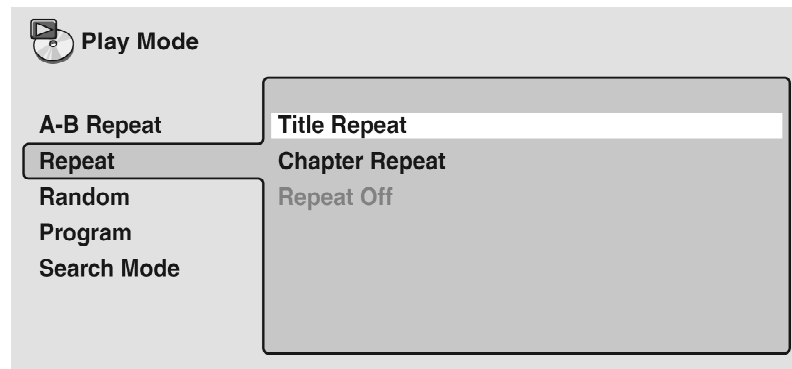 Play Mode
A-B Repeat
Repeat
Random
Program
Search Mode
Title Repeat
Chapter Repeat
Repeat Off